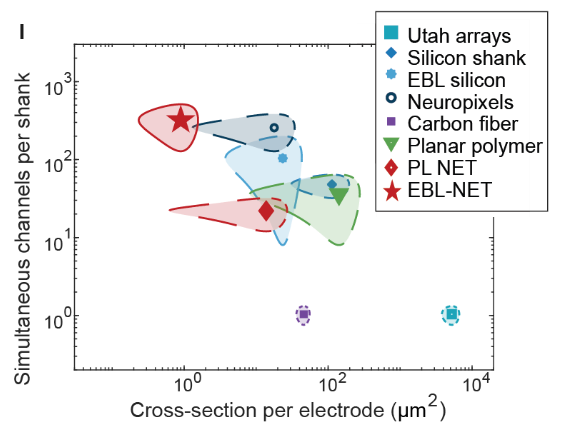 I
Utah arrays
Silicon shank
EBL silicon
Neuropixels
Carbon fiber
Planar polymer
PL NET
EBL-NET
Simultaneous channels per shank
10³
10²
10¹
10⁰
10⁰ 10² 10⁴
Cross-section per electrode (μm²)